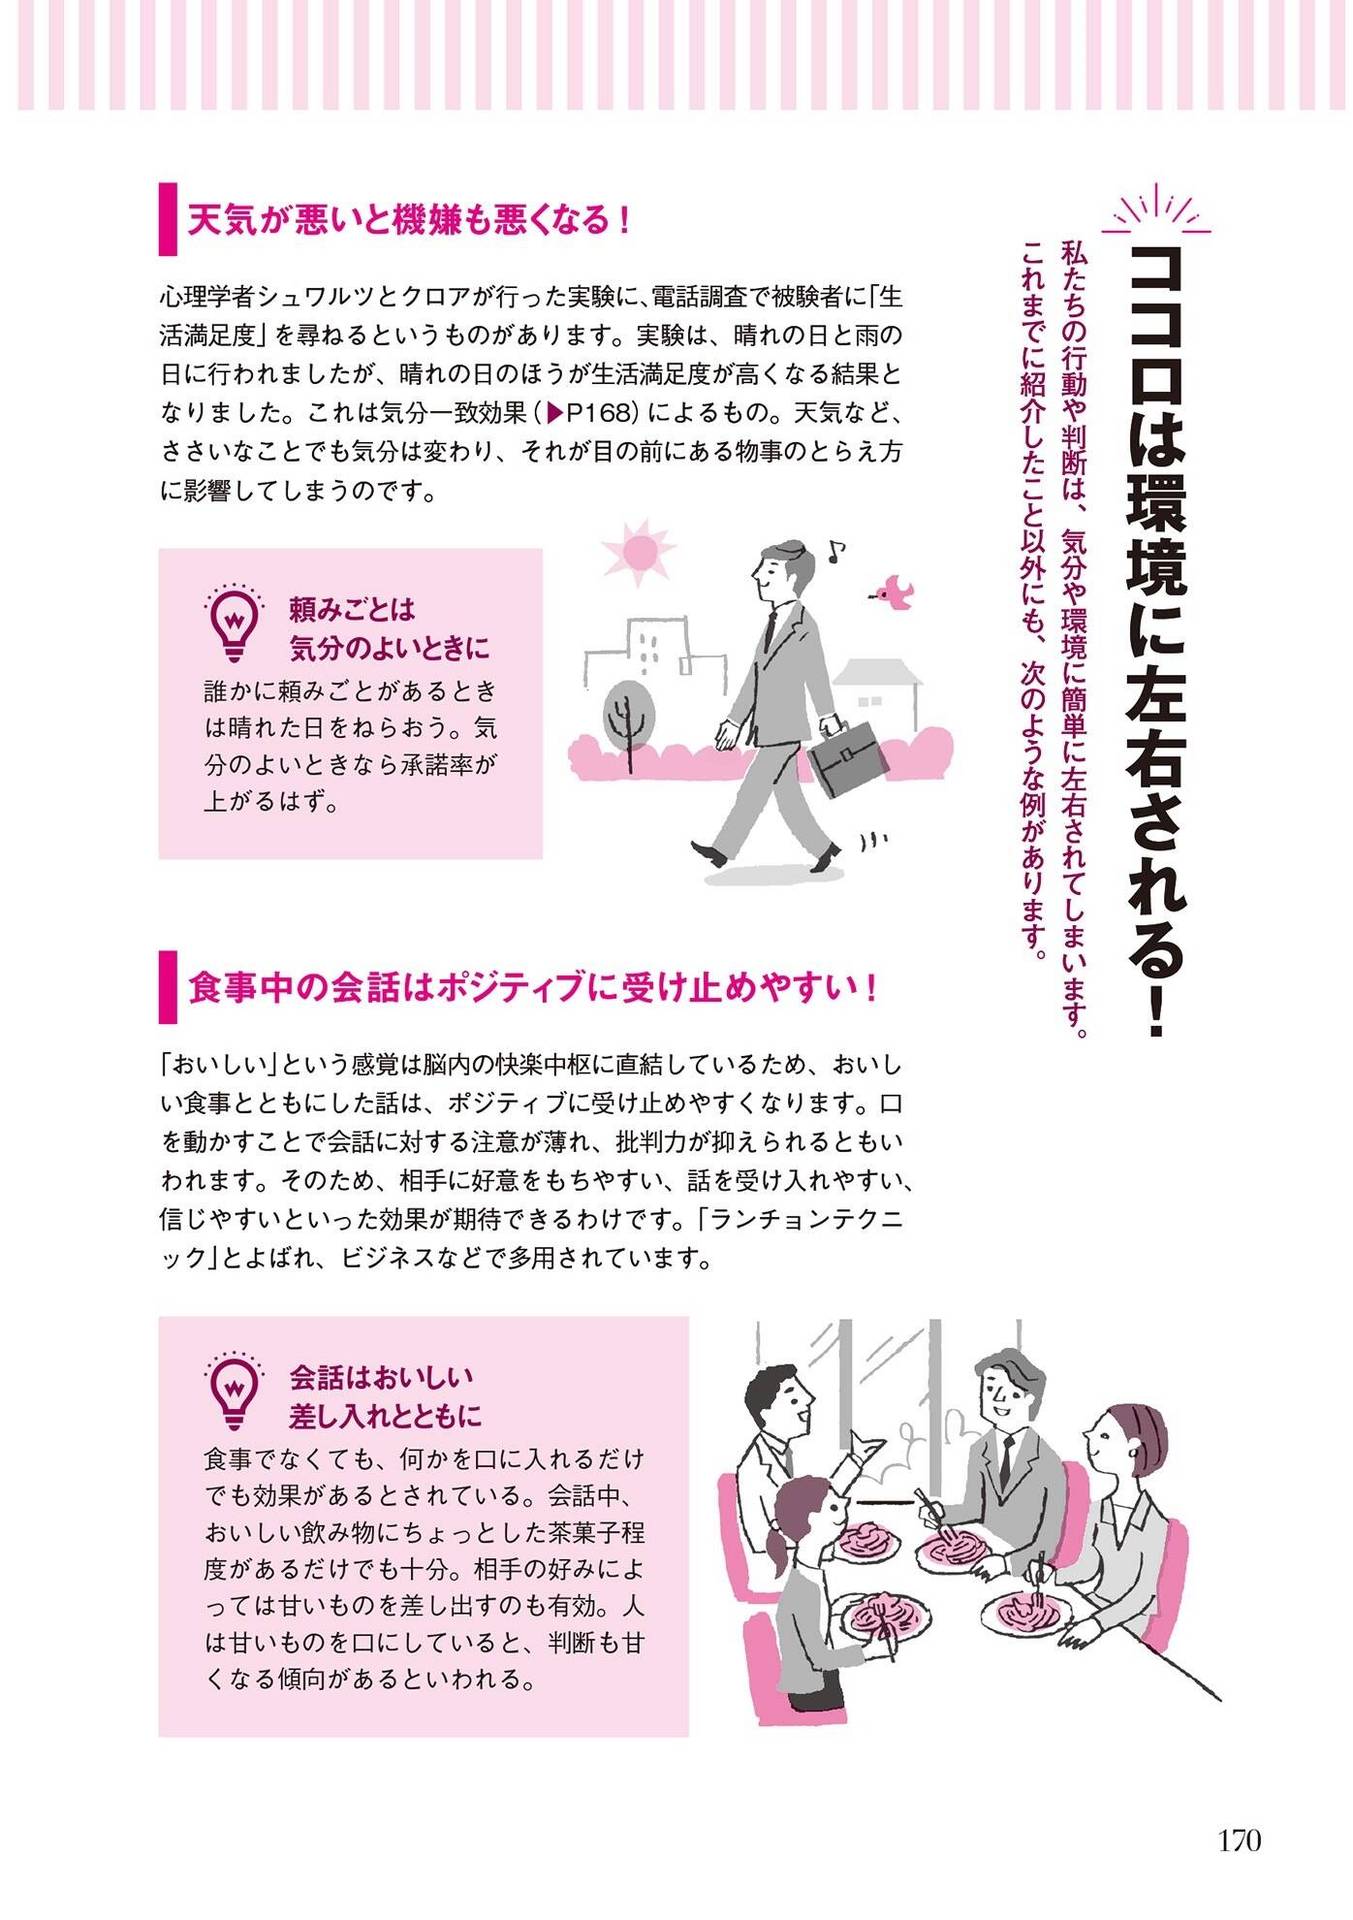 ココロは環境に左右される！
私たちの行動や判断は、気分や環境に簡単に左右されてしまいます。
これまでに紹介したこと以外にも、次のような例があります。
天気が悪いと機嫌も悪くなる！
心理学者シュワルツとクロアが行った実験に、電話調査で被験者に「生
活満足度」を尋ねるというものがあります。実験は、晴れの日と雨の
日に行われましたが、晴れの日のほうが生活満足度が高くなる結果と
なりました。これは気分一致効果（▶P168）によるもの。天気など、
ささいなことでも気分は変わり、それが目の前にある物事のとらえ方
に影響してしまうのです。
頼みごとは
気分のよいときに
誰かに頼みごとがあるとき
は晴れた日をねらおう。気
分のよいときなら承諾率が
上がるはず。
食事中の会話はポジティブに受け止めやすい！
「おいしい」という感覚は脳内の快楽中枢に直結しているため、おいし
い食事とともにした話は、ポジティブに受け止めやすくなります。口
を動かすことで会話に対する注意が薄れ、批判力が抑えられるともい
われます。そのため、相手に好意をもちやすい、話を受け入れやすい、
信じやすいといった効果が期待できるわけです。「ランチョンテクニ
ック」とよばれ、ビジネスなどで多用されています。
会話はおいしい
差し入れとともに
食事でなくても、何かを口に入れるだけ
でも効果があるとされている。会話中、
おいしい飲み物にちょっとした茶菓子程
度があるだけでも十分。相手の好みによ
っては甘いものを差し出すのも有効。人
は甘いものを口にしていると、判断も甘
くなる傾向があるといわれる。
170